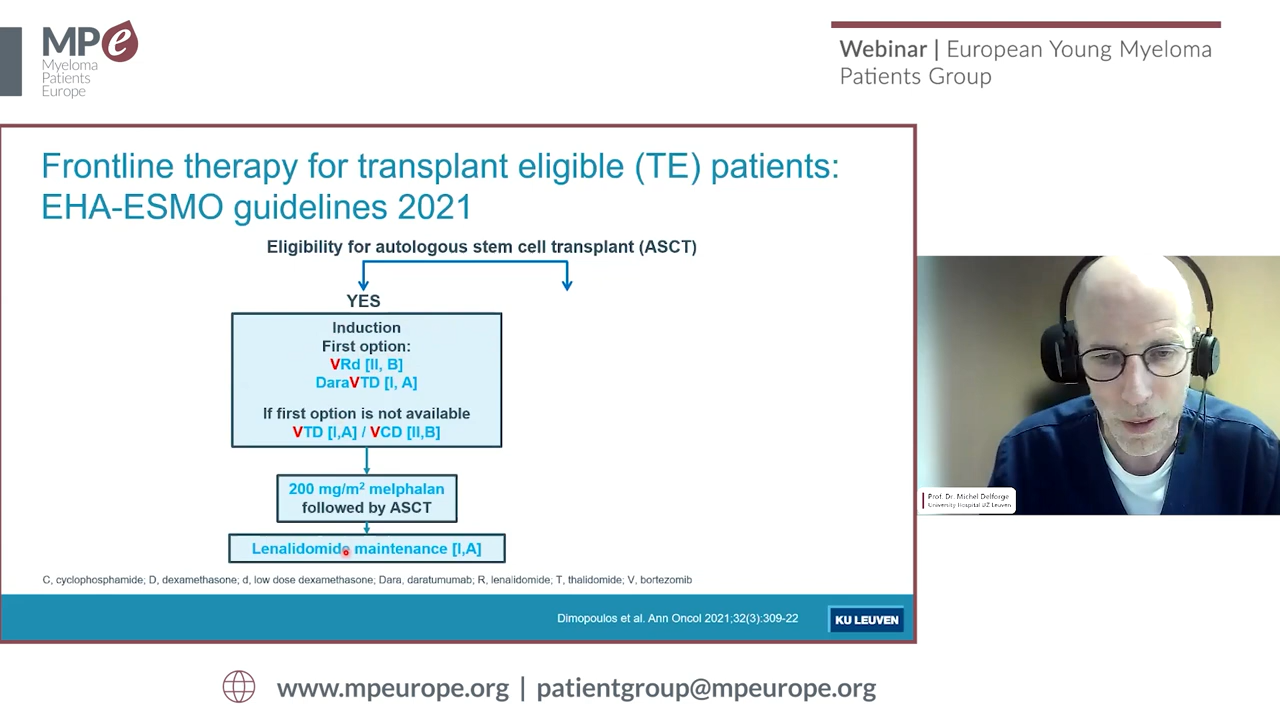 MPe
Myeloma
Patients
Europe
Webinar | European Young Myeloma
Patients Group
Frontline therapy for transplant eligible (TE) patients:
EHA-ESMO guidelines 2021
Eligibility for autologous stem cell transplant (ASCT)
YES
Induction
First option:
VRd [II, B]
DaraVTD [I, A]
If first option is not available
VTD [I,A] / VCD [II,B]
200 mg/m² melphalan
followed by ASCT
Lenalidomide maintenance [I,A]
C, cyclophosphamide; D, dexamethasone; d, low dose dexamethasone; Dara, daratumumab; R, lenalidomide; T, thalidomide; V, bortezomib
Dimopoulos et al. Ann Oncol 2021;32(3):309-22
KU LEUVEN
Prof. Dr. Michel Delforge
University Hospital UZ Leuven
www.mpeurope.org | patientgroup@mpeurope.org